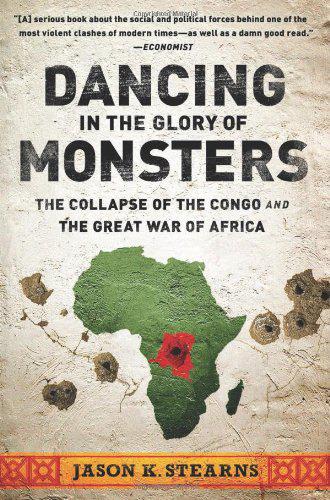 "[A] serious book about the social and political forces behind one of the
most violent clashes of modern times—as well as a damn good read."
—ECONOMIST
DANCING
IN THE GLORY OF
MONSTERS
THE COLLAPSE OF THE CONGO AND
THE GREAT WAR OF AFRICA
JASON K. STEARNS